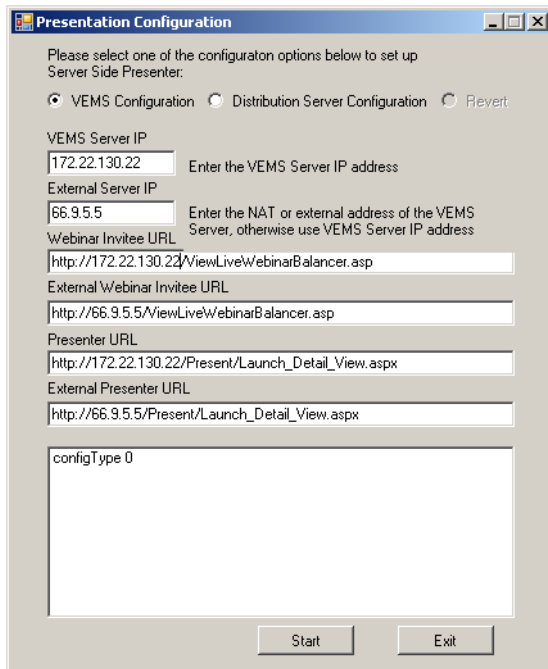 Presentation Configuration
Please select one of the configuraton options below to set up
Server Side Presenter:
VEMS Configuration Distribution Server Configuration Revert
VEMS Server IP
172.22.130.22 Enter the VEMS Server IP address
External Server IP
66.9.5.5 Enter the NAT or external address of the VEMS
Server, otherwise use VEMS Server IP address
Webinar Invitee URL
http://172.22.130.22/ViewLiveWebinarBalancer.asp
External Webinar Invitee URL
http://66.9.5.5/ViewLiveWebinarBalancer.asp
Presenter URL
http://172.22.130.22/Present/Launch_Detail_View.aspx
External Presenter URL
http://66.9.5.5/Present/Launch_Detail_View.aspx
configType 0
Start Exit